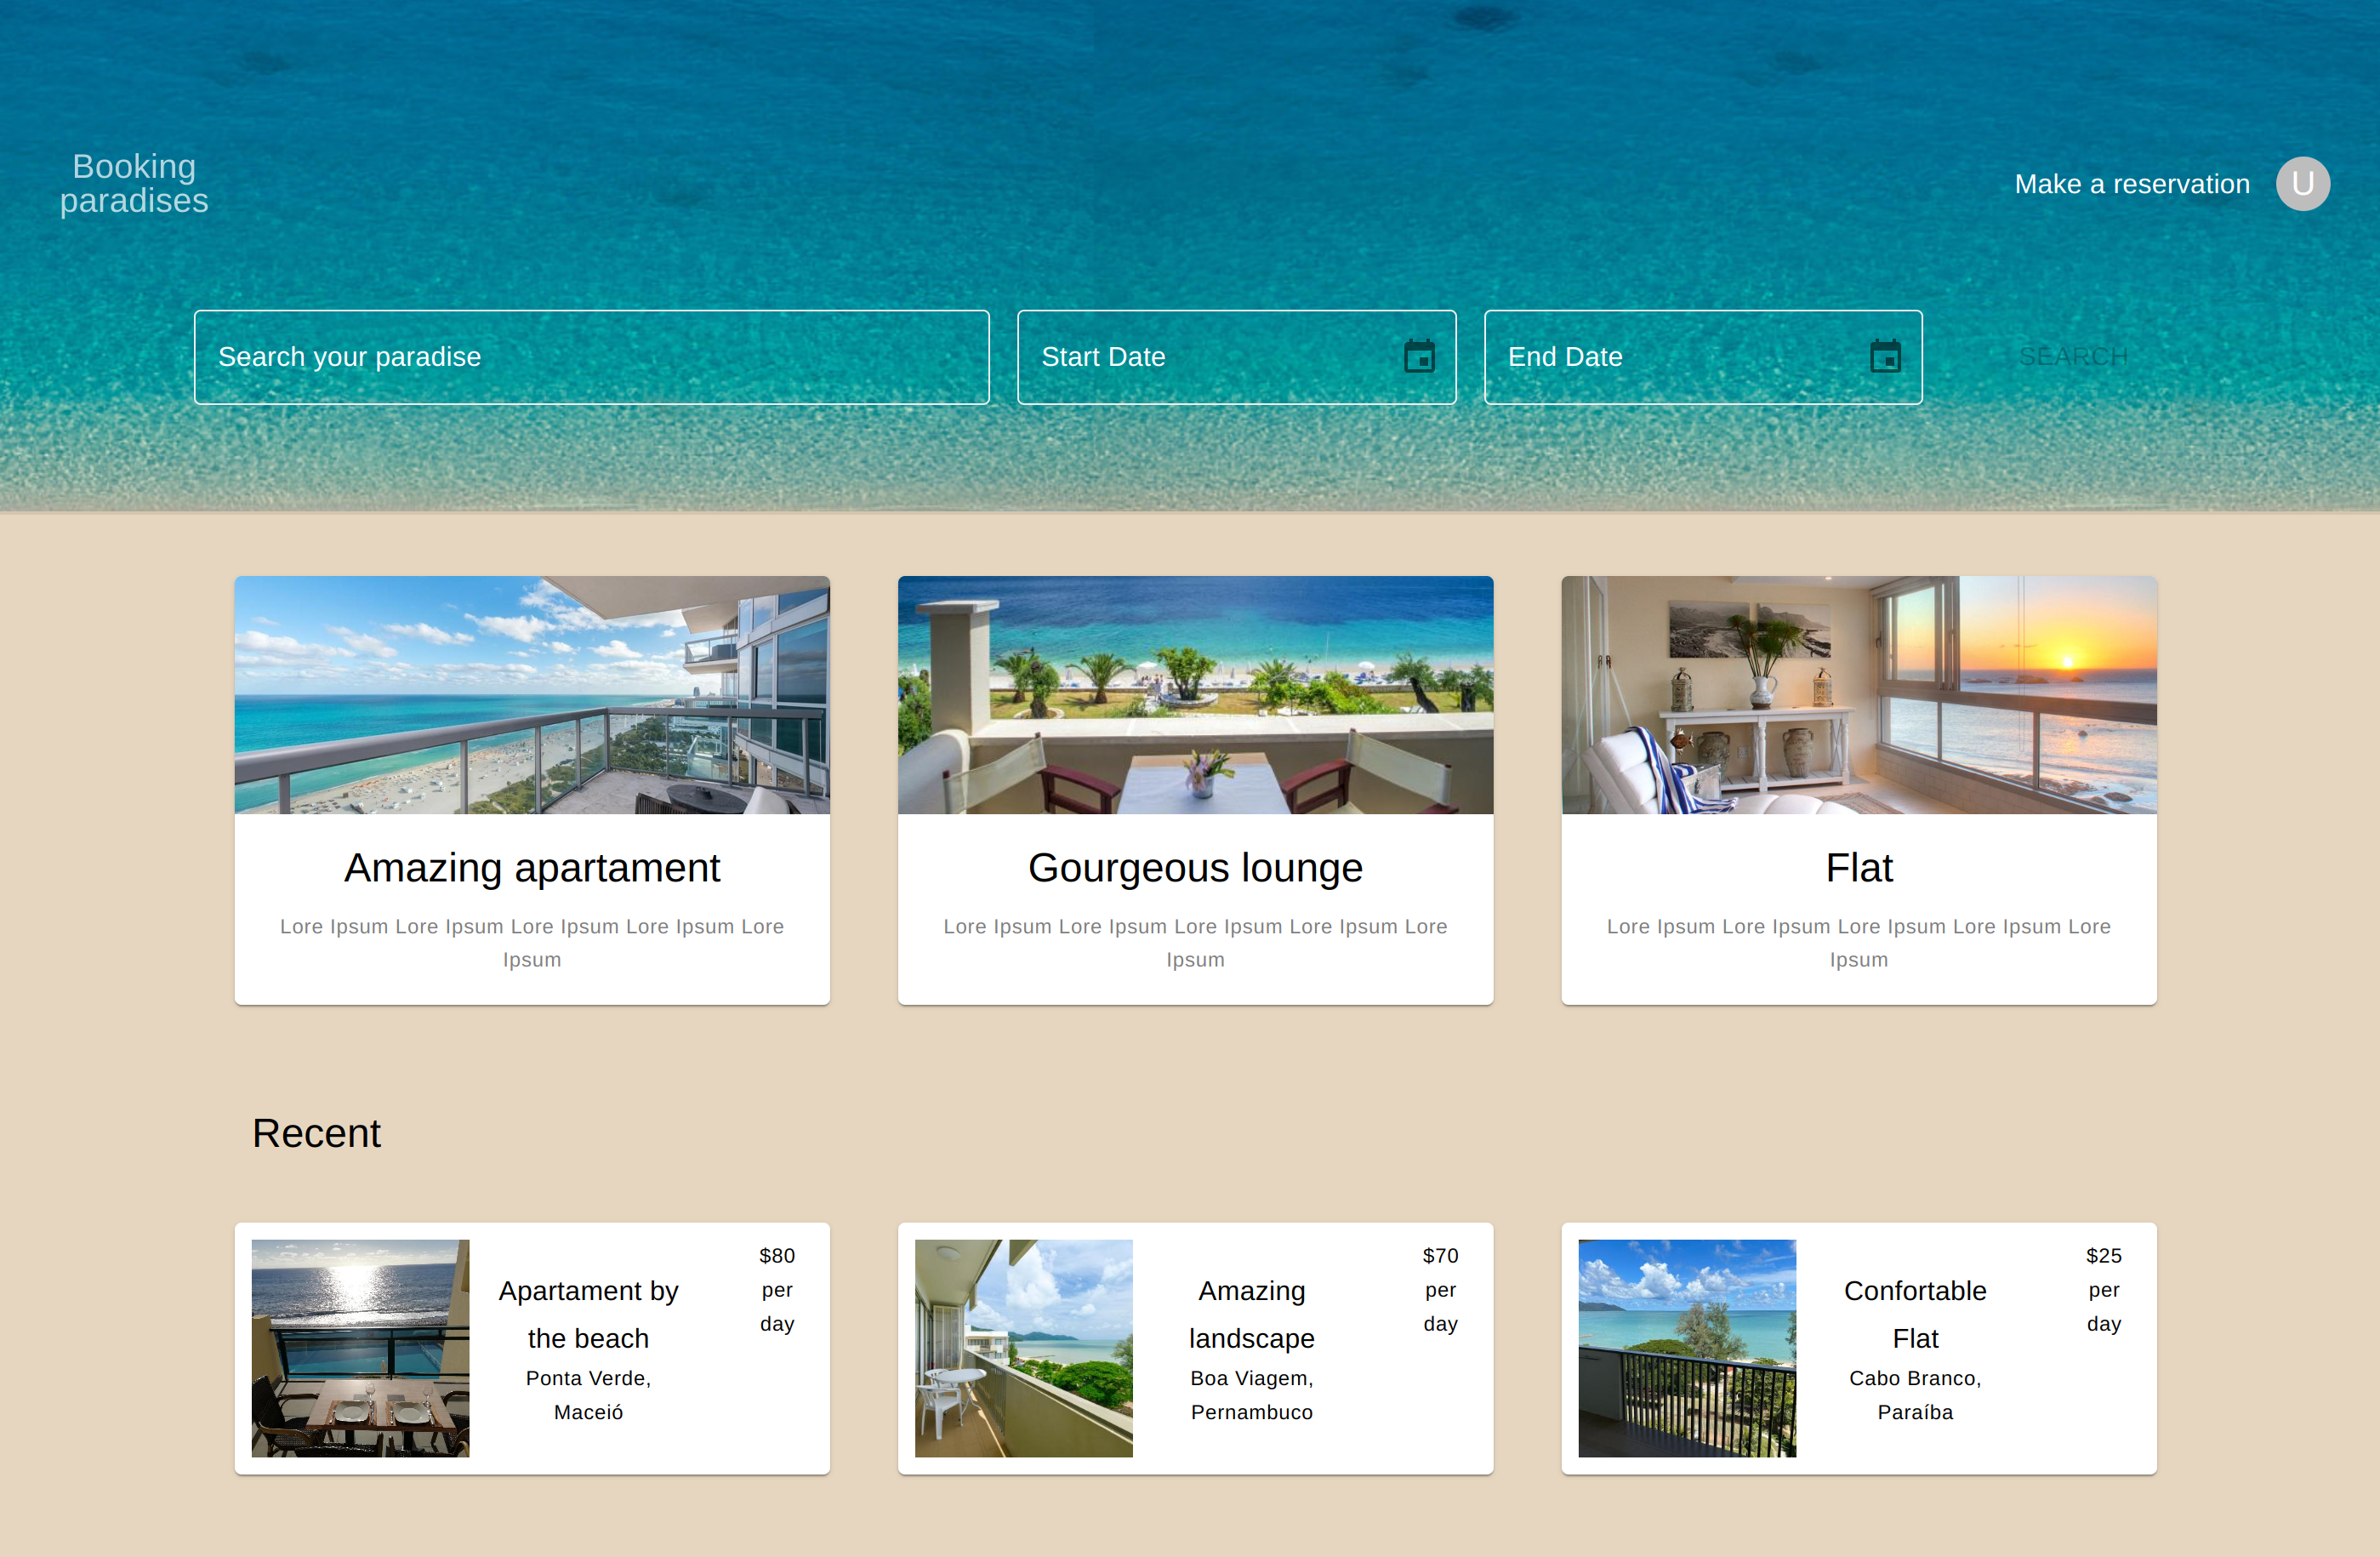 Booking
paradises
Make a reservation
U
Search your paradise
Start Date
End Date
SEARCH
Amazing apartament
Lore Ipsum Lore Ipsum Lore Ipsum Lore Ipsum Lore
Ipsum
Gourgeous lounge
Lore Ipsum Lore Ipsum Lore Ipsum Lore Ipsum Lore
Ipsum
Flat
Lore Ipsum Lore Ipsum Lore Ipsum Lore Ipsum Lore
Ipsum
Recent
Apartament by
the beach
Ponta Verde,
Maceió
$80
per
day
Amazing
landscape
Boa Viagem,
Pernambuco
$70
per
day
Confortable
Flat
Cabo Branco,
Paraíba
$25
per
day